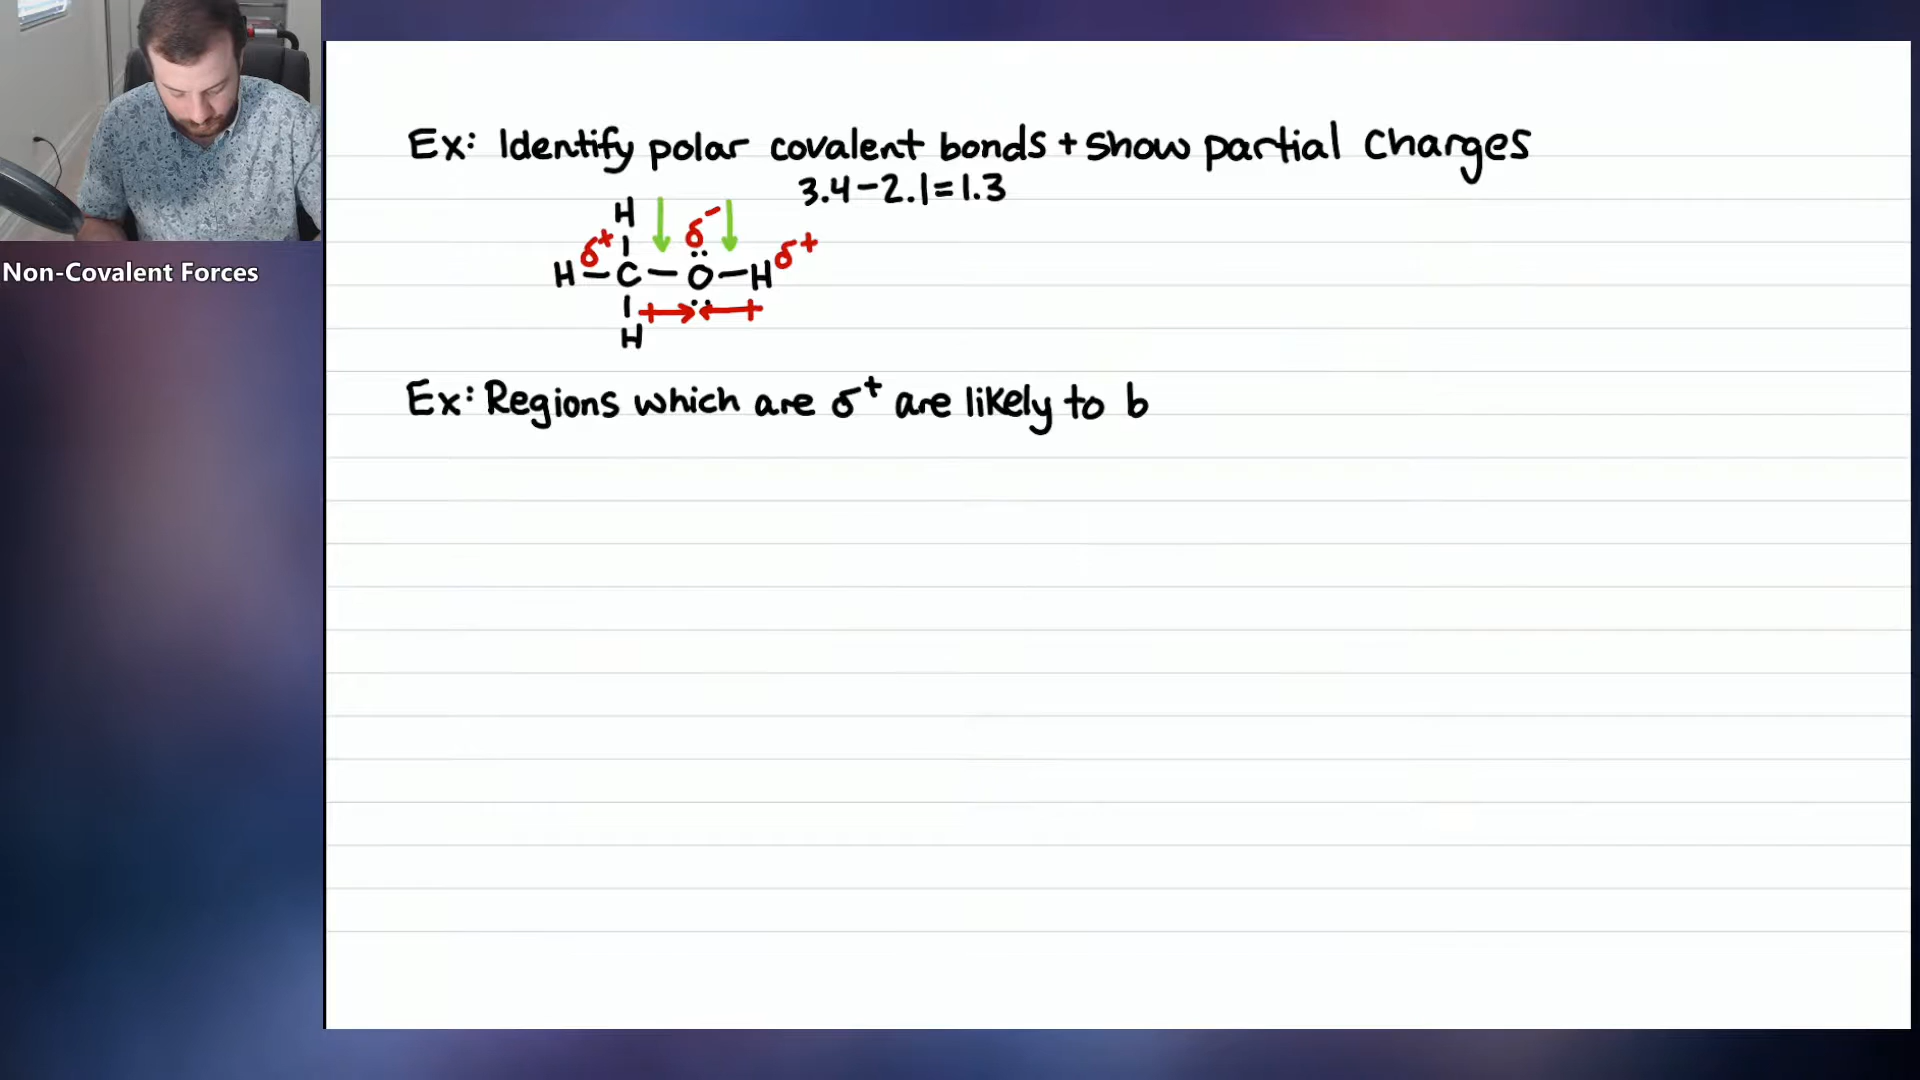 Non-Covalent Forces
Ex: Identify polar covalent bonds + show partial charges
3.4-2.1=1.3
H δ⁻
δ⁺ δ⁺
H-C-O-H
H
Ex: Regions which are δ⁺ are likely to b